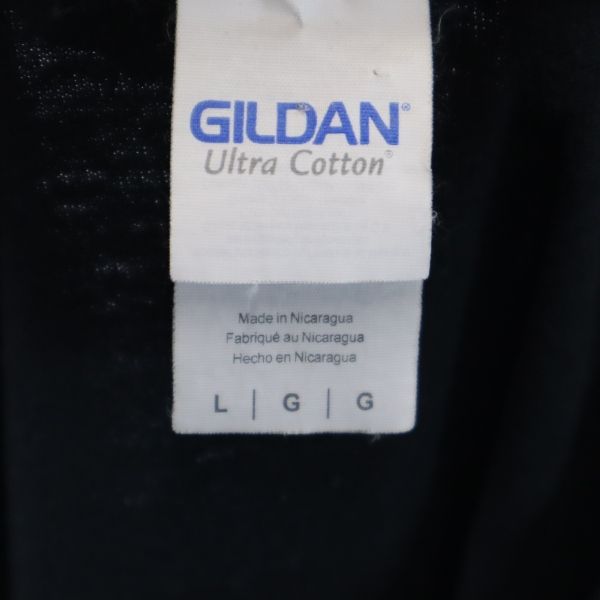 GILDAN®
Ultra Cotton®
Made in Nicaragua
Fabriqué au Nicaragua
Hecho en Nicaragua
L | G | G